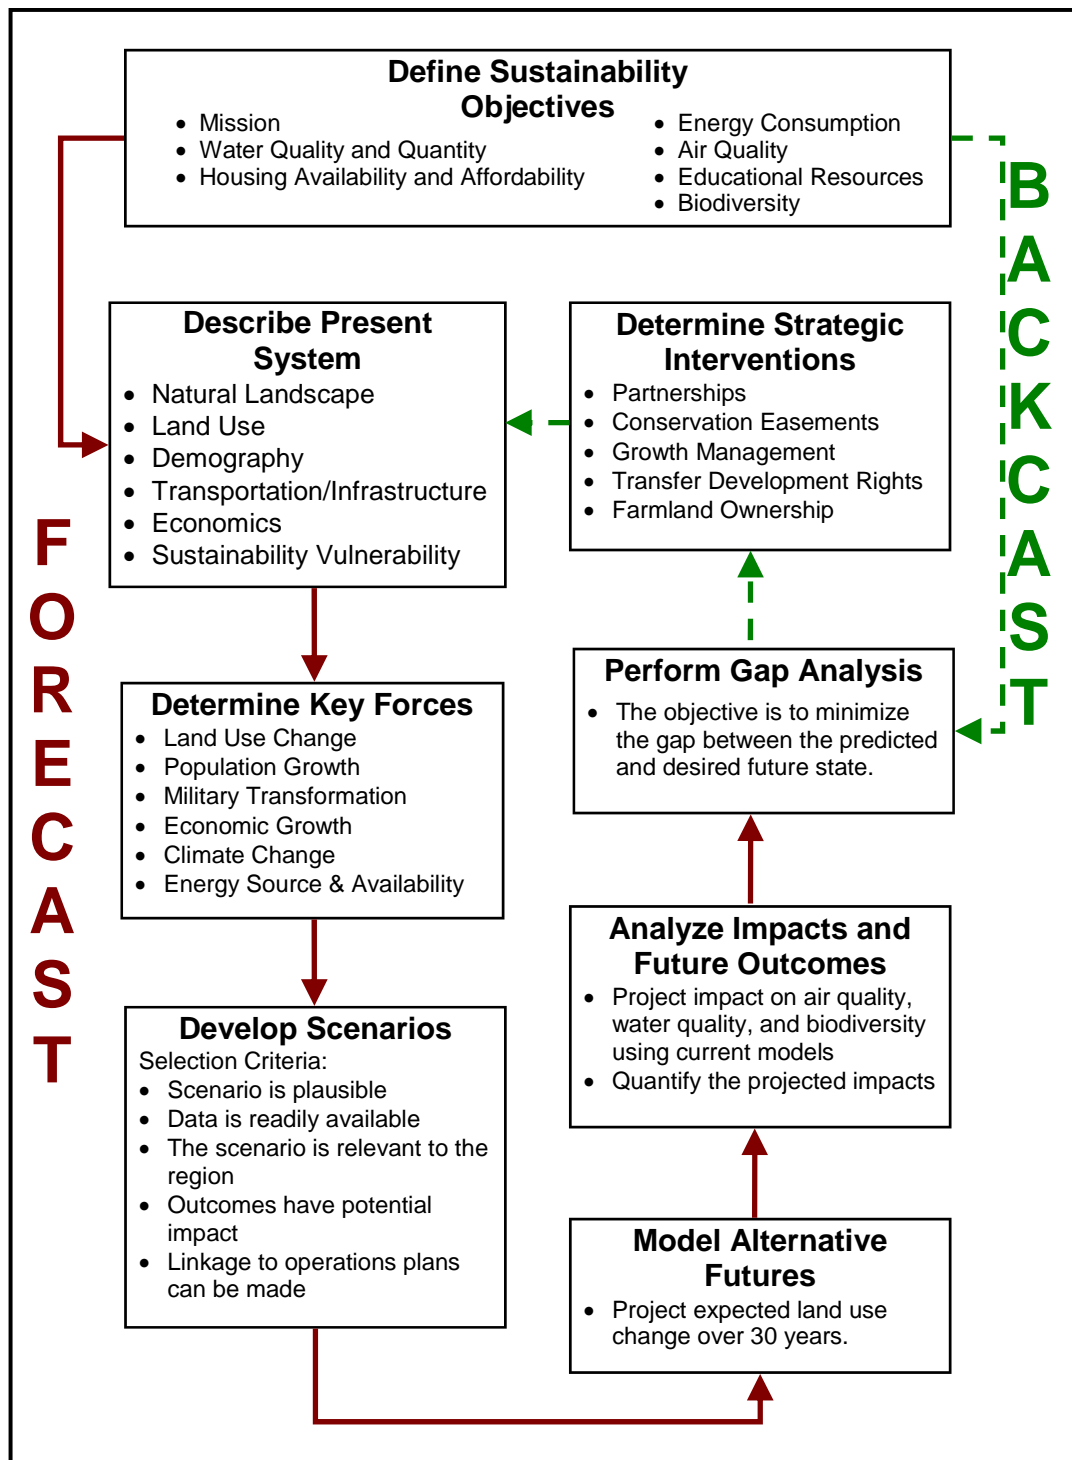 Define Sustainability
Objectives
• Mission
• Water Quality and Quantity
• Housing Availability and Affordability
• Energy Consumption
• Air Quality
• Educational Resources
• Biodiversity
FORECAST
BACKCAST
Describe Present
System
• Natural Landscape
• Land Use
• Demography
• Transportation/Infrastructure
• Economics
• Sustainability Vulnerability
Determine Strategic
Interventions
• Partnerships
• Conservation Easements
• Growth Management
• Transfer Development Rights
• Farmland Ownership
Determine Key Forces
• Land Use Change
• Population Growth
• Military Transformation
• Economic Growth
• Climate Change
• Energy Source & Availability
Perform Gap Analysis
• The objective is to minimize
the gap between the predicted
and desired future state.
Develop Scenarios
Selection Criteria:
• Scenario is plausible
• Data is readily available
• The scenario is relevant to the
region
• Outcomes have potential
impact
• Linkage to operations plans
can be made
Analyze Impacts and
Future Outcomes
• Project impact on air quality,
water quality, and biodiversity
using current models
• Quantify the projected impacts
Model Alternative
Futures
• Project expected land use
change over 30 years.